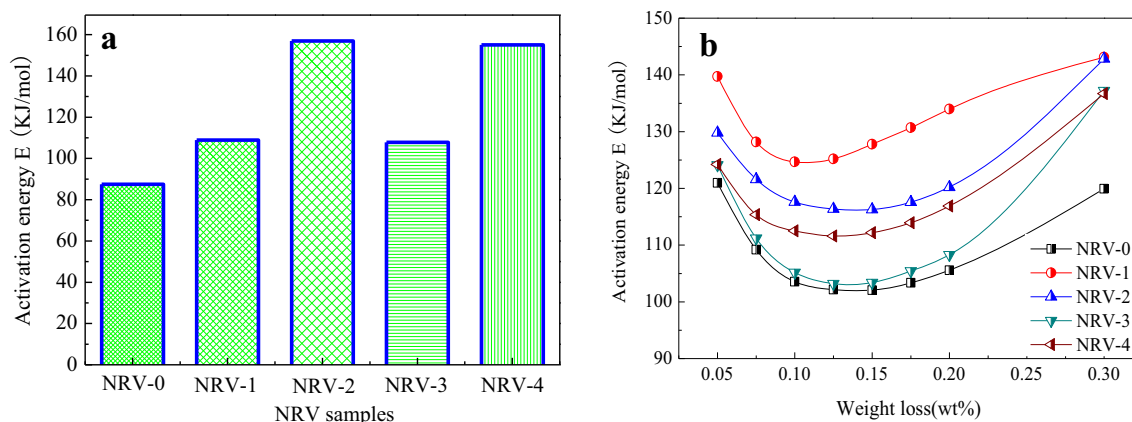 a
Activation energy E (KJ/mol)
160
140
120
100
80
60
40
20
0
NRV-0 NRV-1 NRV-2 NRV-3 NRV-4
NRV samples
b
Activation energy E (KJ/mol)
150
140
130
120
110
100
90
NRV-0
NRV-1
NRV-2
NRV-3
NRV-4
0.05 0.10 0.15 0.20 0.25 0.30
Weight loss(wt%)